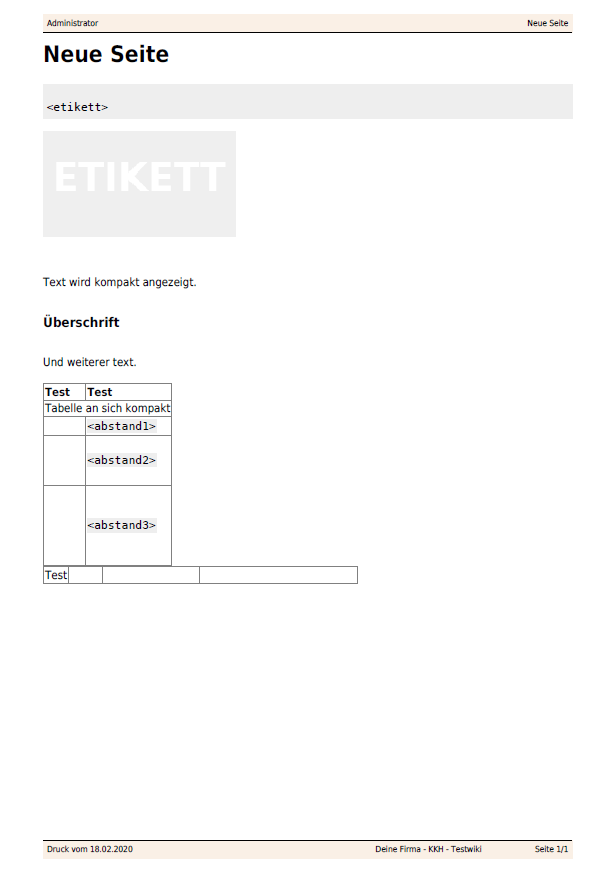 Administrator Neue Seite
Neue Seite
<etikett>
ETIKETT
Text wird kompakt angezeigt.
Überschrift
Und weiterer text.
Test Test
Tabelle an sich kompakt
<abstand1>
<abstand2>
<abstand3>
Test
Druck vom 18.02.2020 Deine Firma - KKH - Testwiki Seite 1/1